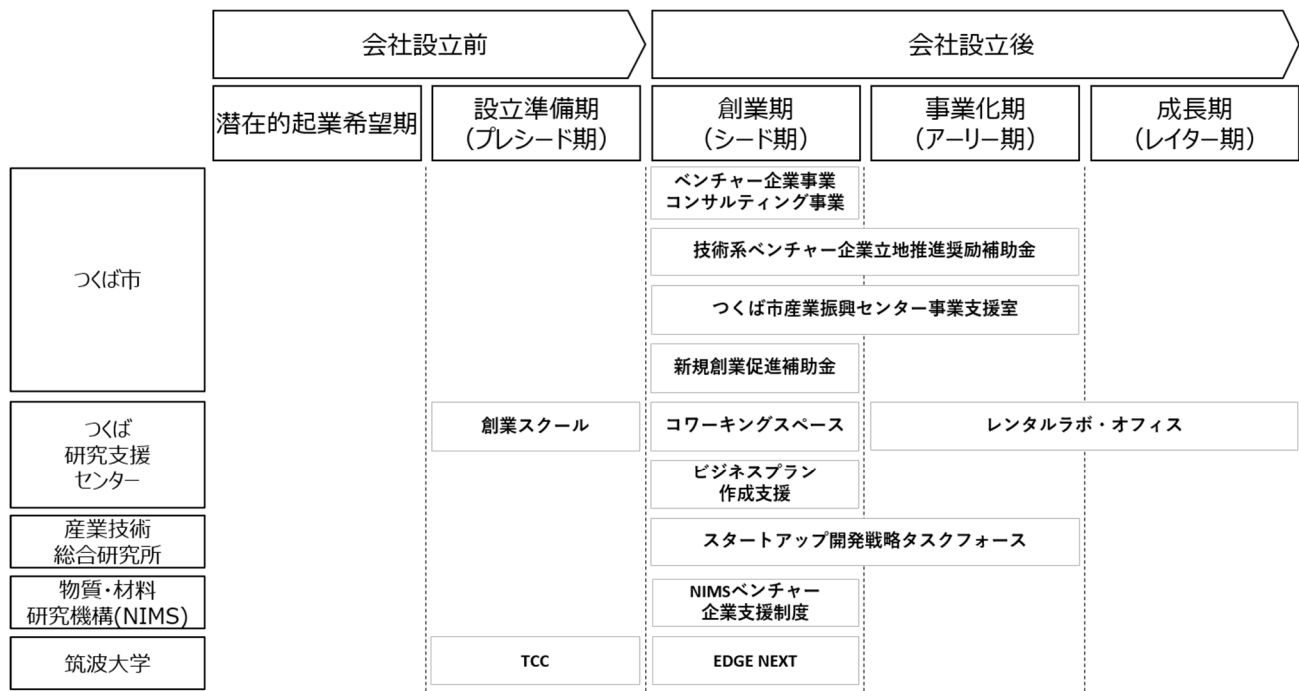 会社設立前
会社設立後
潜在的起業希望期
設立準備期
（プレシード期）
創業期
（シード期）
事業化期
（アーリー期）
成長期
（レイター期）
つくば市
ベンチャー企業事業
コンサルティング事業
技術系ベンチャー企業立地推進奨励補助金
つくば市産業振興センター事業支援室
新規創業促進補助金
つくば
研究支援
センター
創業スクール
コワーキングスペース
レンタルラボ・オフィス
ビジネスプラン
作成支援
産業技術
総合研究所
スタートアップ開発戦略タスクフォース
物質・材料
研究機構(NIMS)
NIMSベンチャー
企業支援制度
筑波大学
TCC
EDGE NEXT